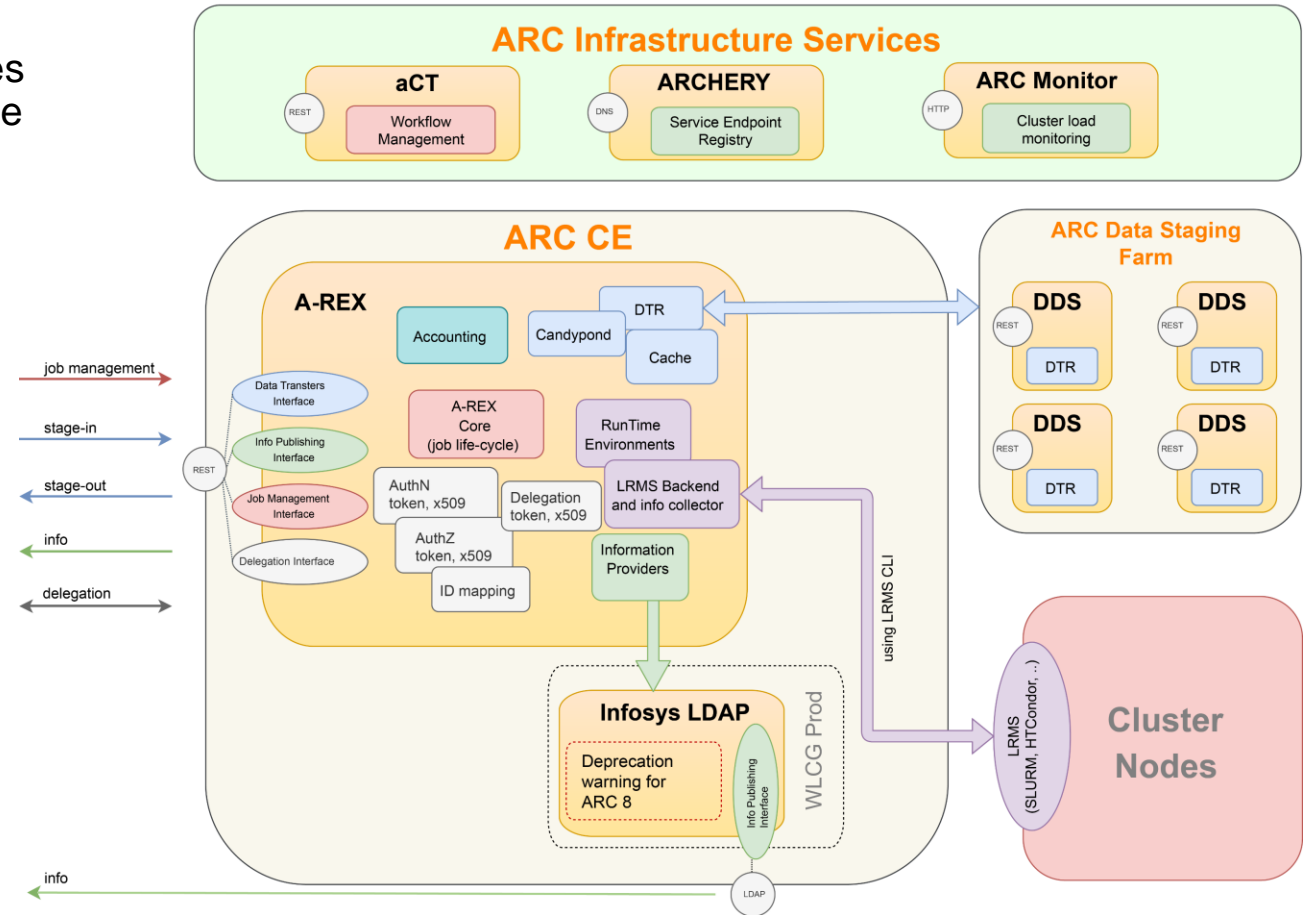 es
e
ARC Infrastructure Services
aCT
REST
Workflow
Management
ARCHERY
DNS
Service Endpoint
Registry
ARC Monitor
HTTP
Cluster load
monitoring
ARC CE
A-REX
Accounting
DTR
Candypond
Cache
A-REX
Core
(job life-cycle)
RunTime
Environments
AuthN
token, x509
Delegation
token, x509
LRMS Backend
and info collector
AuthZ
token, x509
ID mapping
Information
Providers
job management
stage-in
stage-out
info
delegation
REST
Data Transters
Interface
Info Publishing
Interface
Job Management
Interface
Delegation Interface
ARC Data Staging
Farm
DDS
REST
DTR
DDS
REST
DTR
DDS
REST
DTR
DDS
REST
DTR
using LRMS CLI
Infosys LDAP
Deprecation
warning for
ARC 8
Info Publishing
Interface
WLCG Prod
LRMS
(SLURM, HTCondor, ..)
Cluster
Nodes
info
LDAP